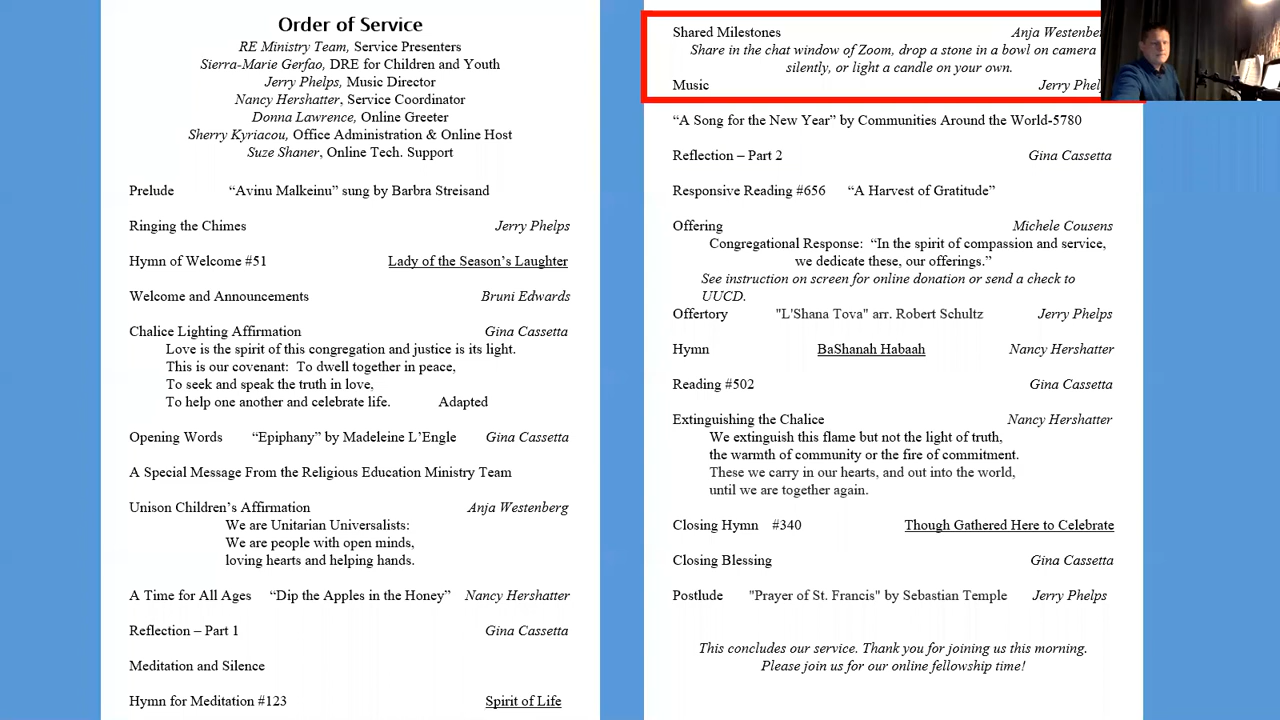 Order of Service
RE Ministry Team, Service Presenters
Sierra-Marie Gerfao, DRE for Children and Youth
Jerry Phelps, Music Director
Nancy Hershatter, Service Coordinator
Donna Lawrence, Online Greeter
Sherry Kyriacou, Office Administration & Online Host
Suze Shaner, Online Tech. Support
Prelude “Avinu Malkeinu” sung by Barbra Streisand
Ringing the Chimes Jerry Phelps
Hymn of Welcome #51 Lady of the Season’s Laughter
Welcome and Announcements Bruni Edwards
Chalice Lighting Affirmation Gina Cassetta
Love is the spirit of this congregation and justice is its light.
This is our covenant: To dwell together in peace,
To seek and speak the truth in love,
To help one another and celebrate life. Adapted
Opening Words “Epiphany” by Madeleine L’Engle Gina Cassetta
A Special Message From the Religious Education Ministry Team
Unison Children’s Affirmation Anja Westenberg
We are Unitarian Universalists:
We are people with open minds,
loving hearts and helping hands.
A Time for All Ages “Dip the Apples in the Honey” Nancy Hershatter
Reflection – Part 1 Gina Cassetta
Meditation and Silence
Hymn for Meditation #123 Spirit of Life
Shared Milestones Anja
Share in the chat window of Zoom, drop a stone in a bowl on camera
silently, or light a candle on your own.
Music Jerry
“A Song for the New Year” by Communities Around the World-5780
Reflection – Part 2 Gina Cassetta
Responsive Reading #656 “A Harvest of Gratitude”
Offering Michele Cousens
Congregational Response: “In the spirit of compassion and service,
we dedicate these, our offerings.”
See instruction on screen for online donation or send a check to
UUCD.
Offertory "L'Shana Tova" arr. Robert Schultz Jerry Phelps
Hymn BaShanah Habaah Nancy Hershatter
Reading #502 Gina Cassetta
Extinguishing the Chalice Nancy Hershatter
We extinguish this flame but not the light of truth,
the warmth of community or the fire of commitment.
These we carry in our hearts, and out into the world,
until we are together again.
Closing Hymn #340 Though Gathered Here to Celebrate
Closing Blessing Gina Cassetta
Postlude "Prayer of St. Francis" by Sebastian Temple Jerry Phelps
This concludes our service. Thank you for joining us this morning.
Please join us for our online fellowship time!